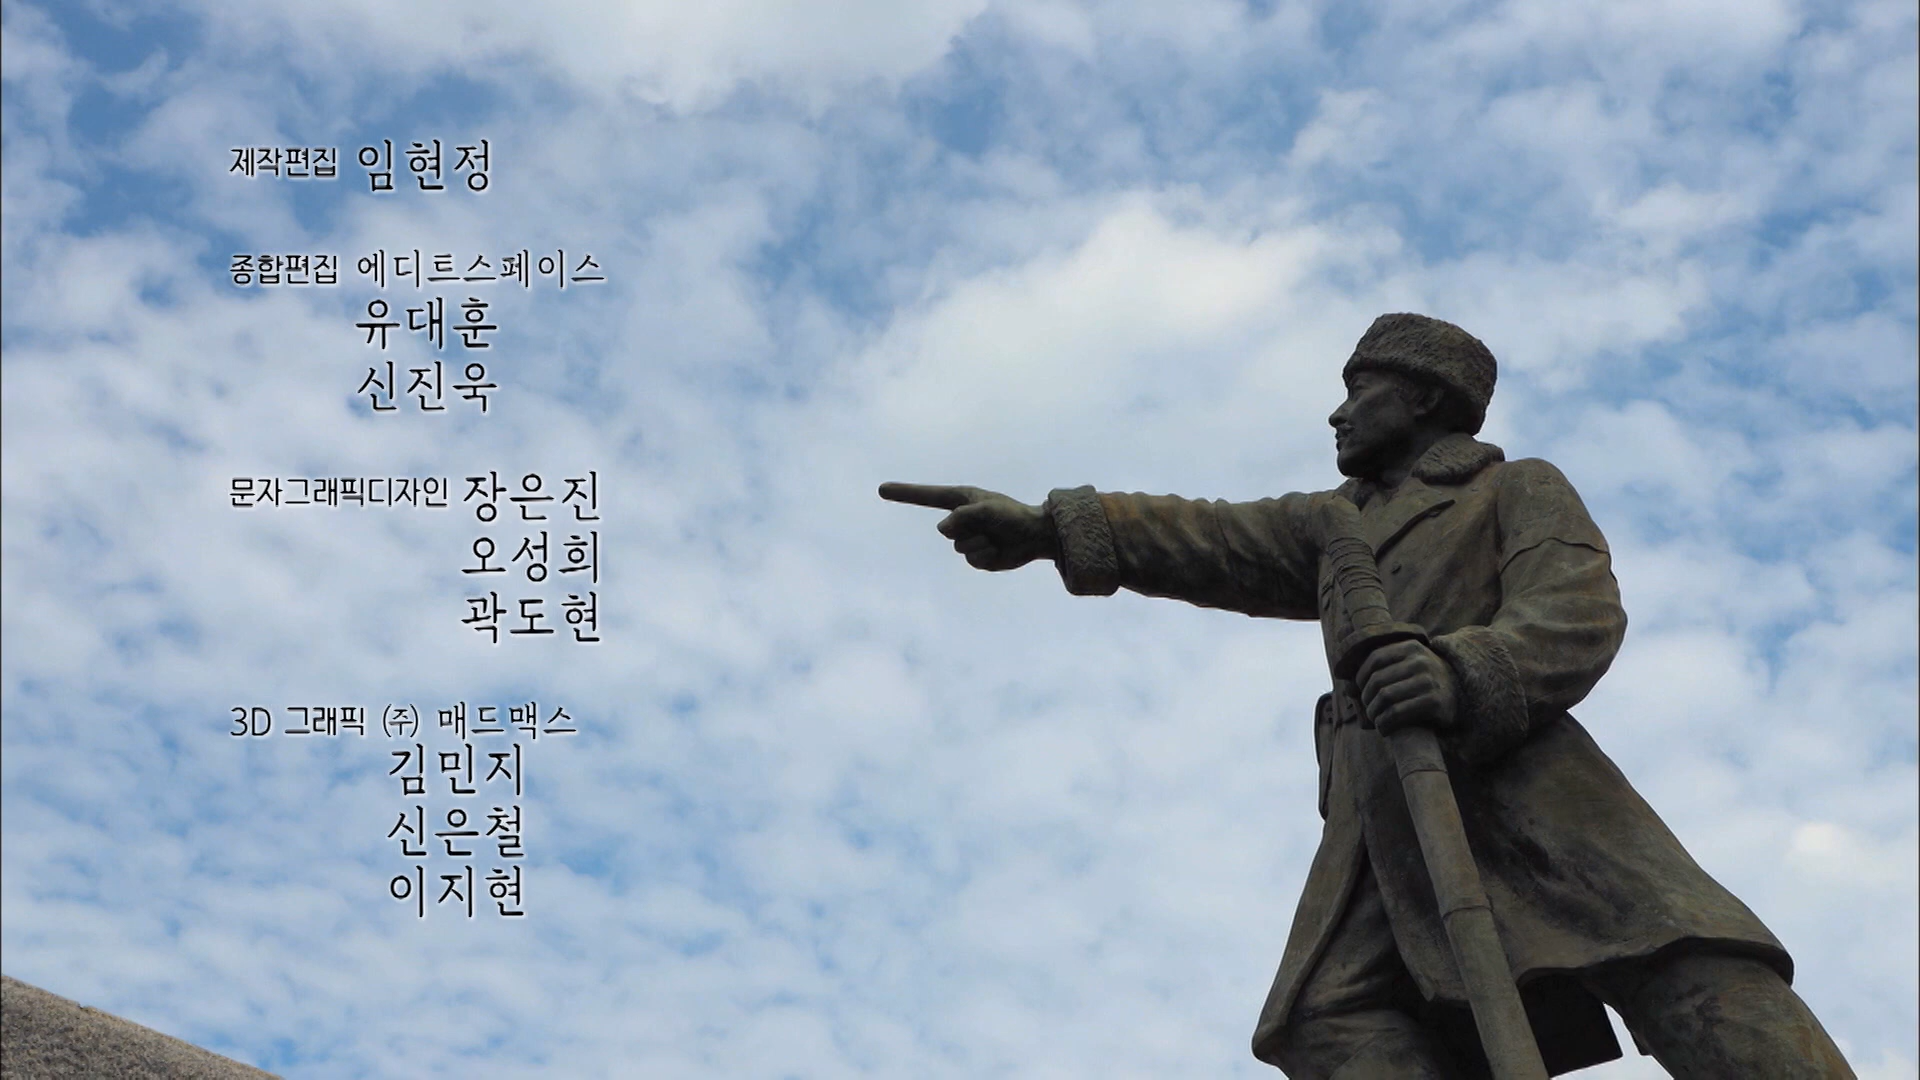 제작편집 임현정
종합편집 에디트스페이스
유대훈
신진욱
문자그래픽디자인 장은진
오성희
곽도현
3D 그래픽 ㈜ 매드맥스
김민지
신은철
이지현